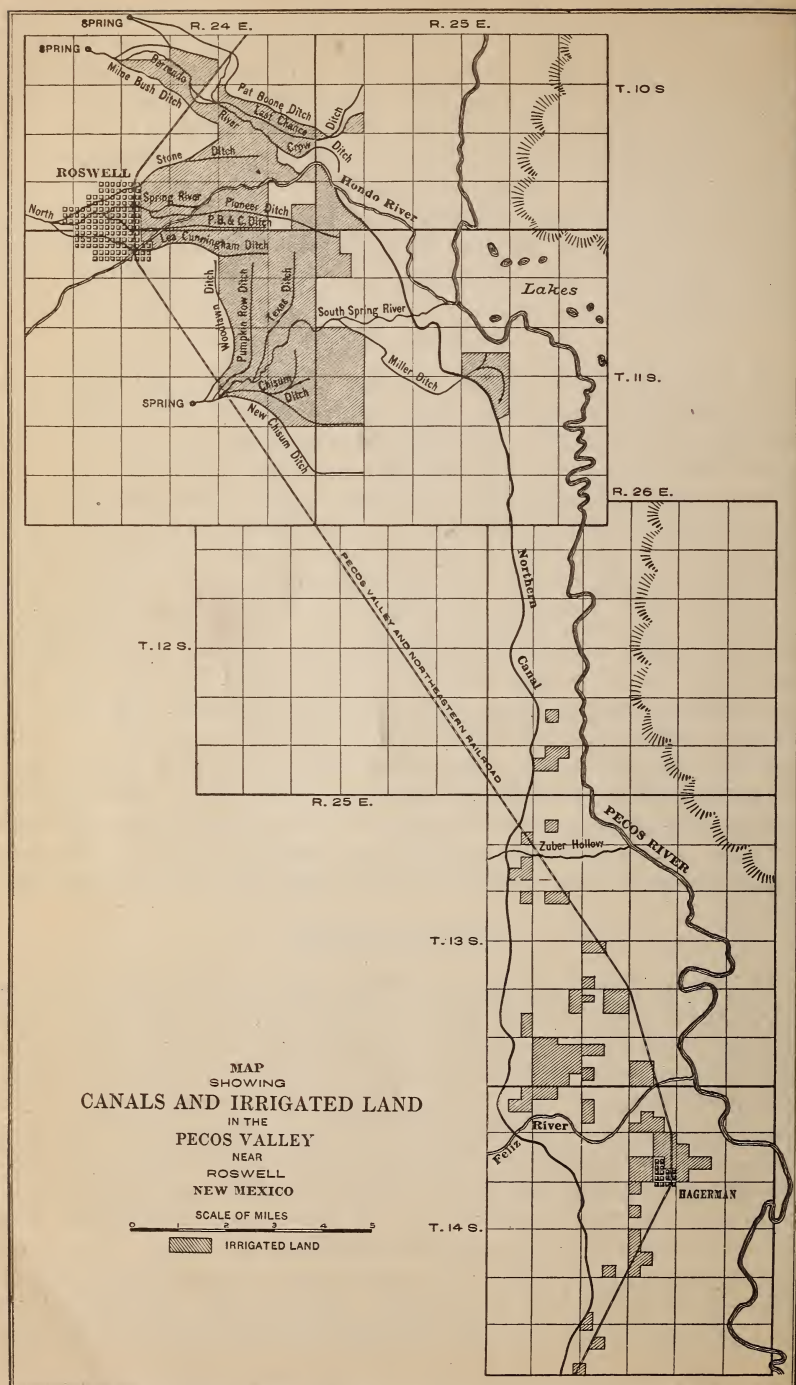 SPRING
R. 24 E.
R. 25 E.
SPRING
Berrendo
River
Milne Bush Ditch
Pat Boone Ditch
Last Chance
Ditch
T. 10 S
Crow
Ditch
Stone Ditch
ROSWELL
Spring River
Hondo River
North
Pioneer Ditch
P. B. & C. Ditch
Lea Cunningham Ditch
Lakes
Woodlawn Ditch
Pumpkin Row Ditch
Texas Ditch
South Spring River
Miller Ditch
T. 11 S.
Chisum
Ditch
SPRING
New Chisum Ditch
R. 26 E.
PECOS VALLEY AND NORTHEASTERN RAILROAD
Northern
Canal
T. 12 S.
R. 25 E.
PECOS RIVER
Zuber Hollow
T. 13 S.
MAP
SHOWING
CANALS AND IRRIGATED LAND
IN THE
PECOS VALLEY
NEAR
ROSWELL
NEW MEXICO
SCALE OF MILES
0 1 2 3 4 5
IRRIGATED LAND
Feliz River
HAGERMAN
T. 14 S.